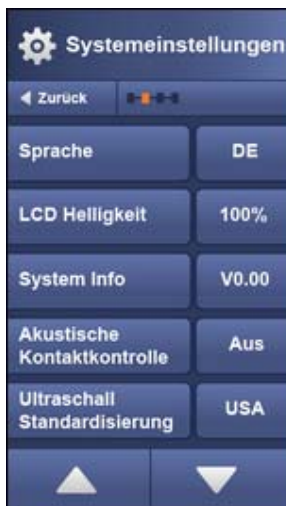 Systemeinstellungen
Zurück
Sprache
DE
LCD Helligkeit
100%
System Info
V0.00
Akustische
Kontaktkontrolle
Aus
Ultraschall
Standardisierung
USA